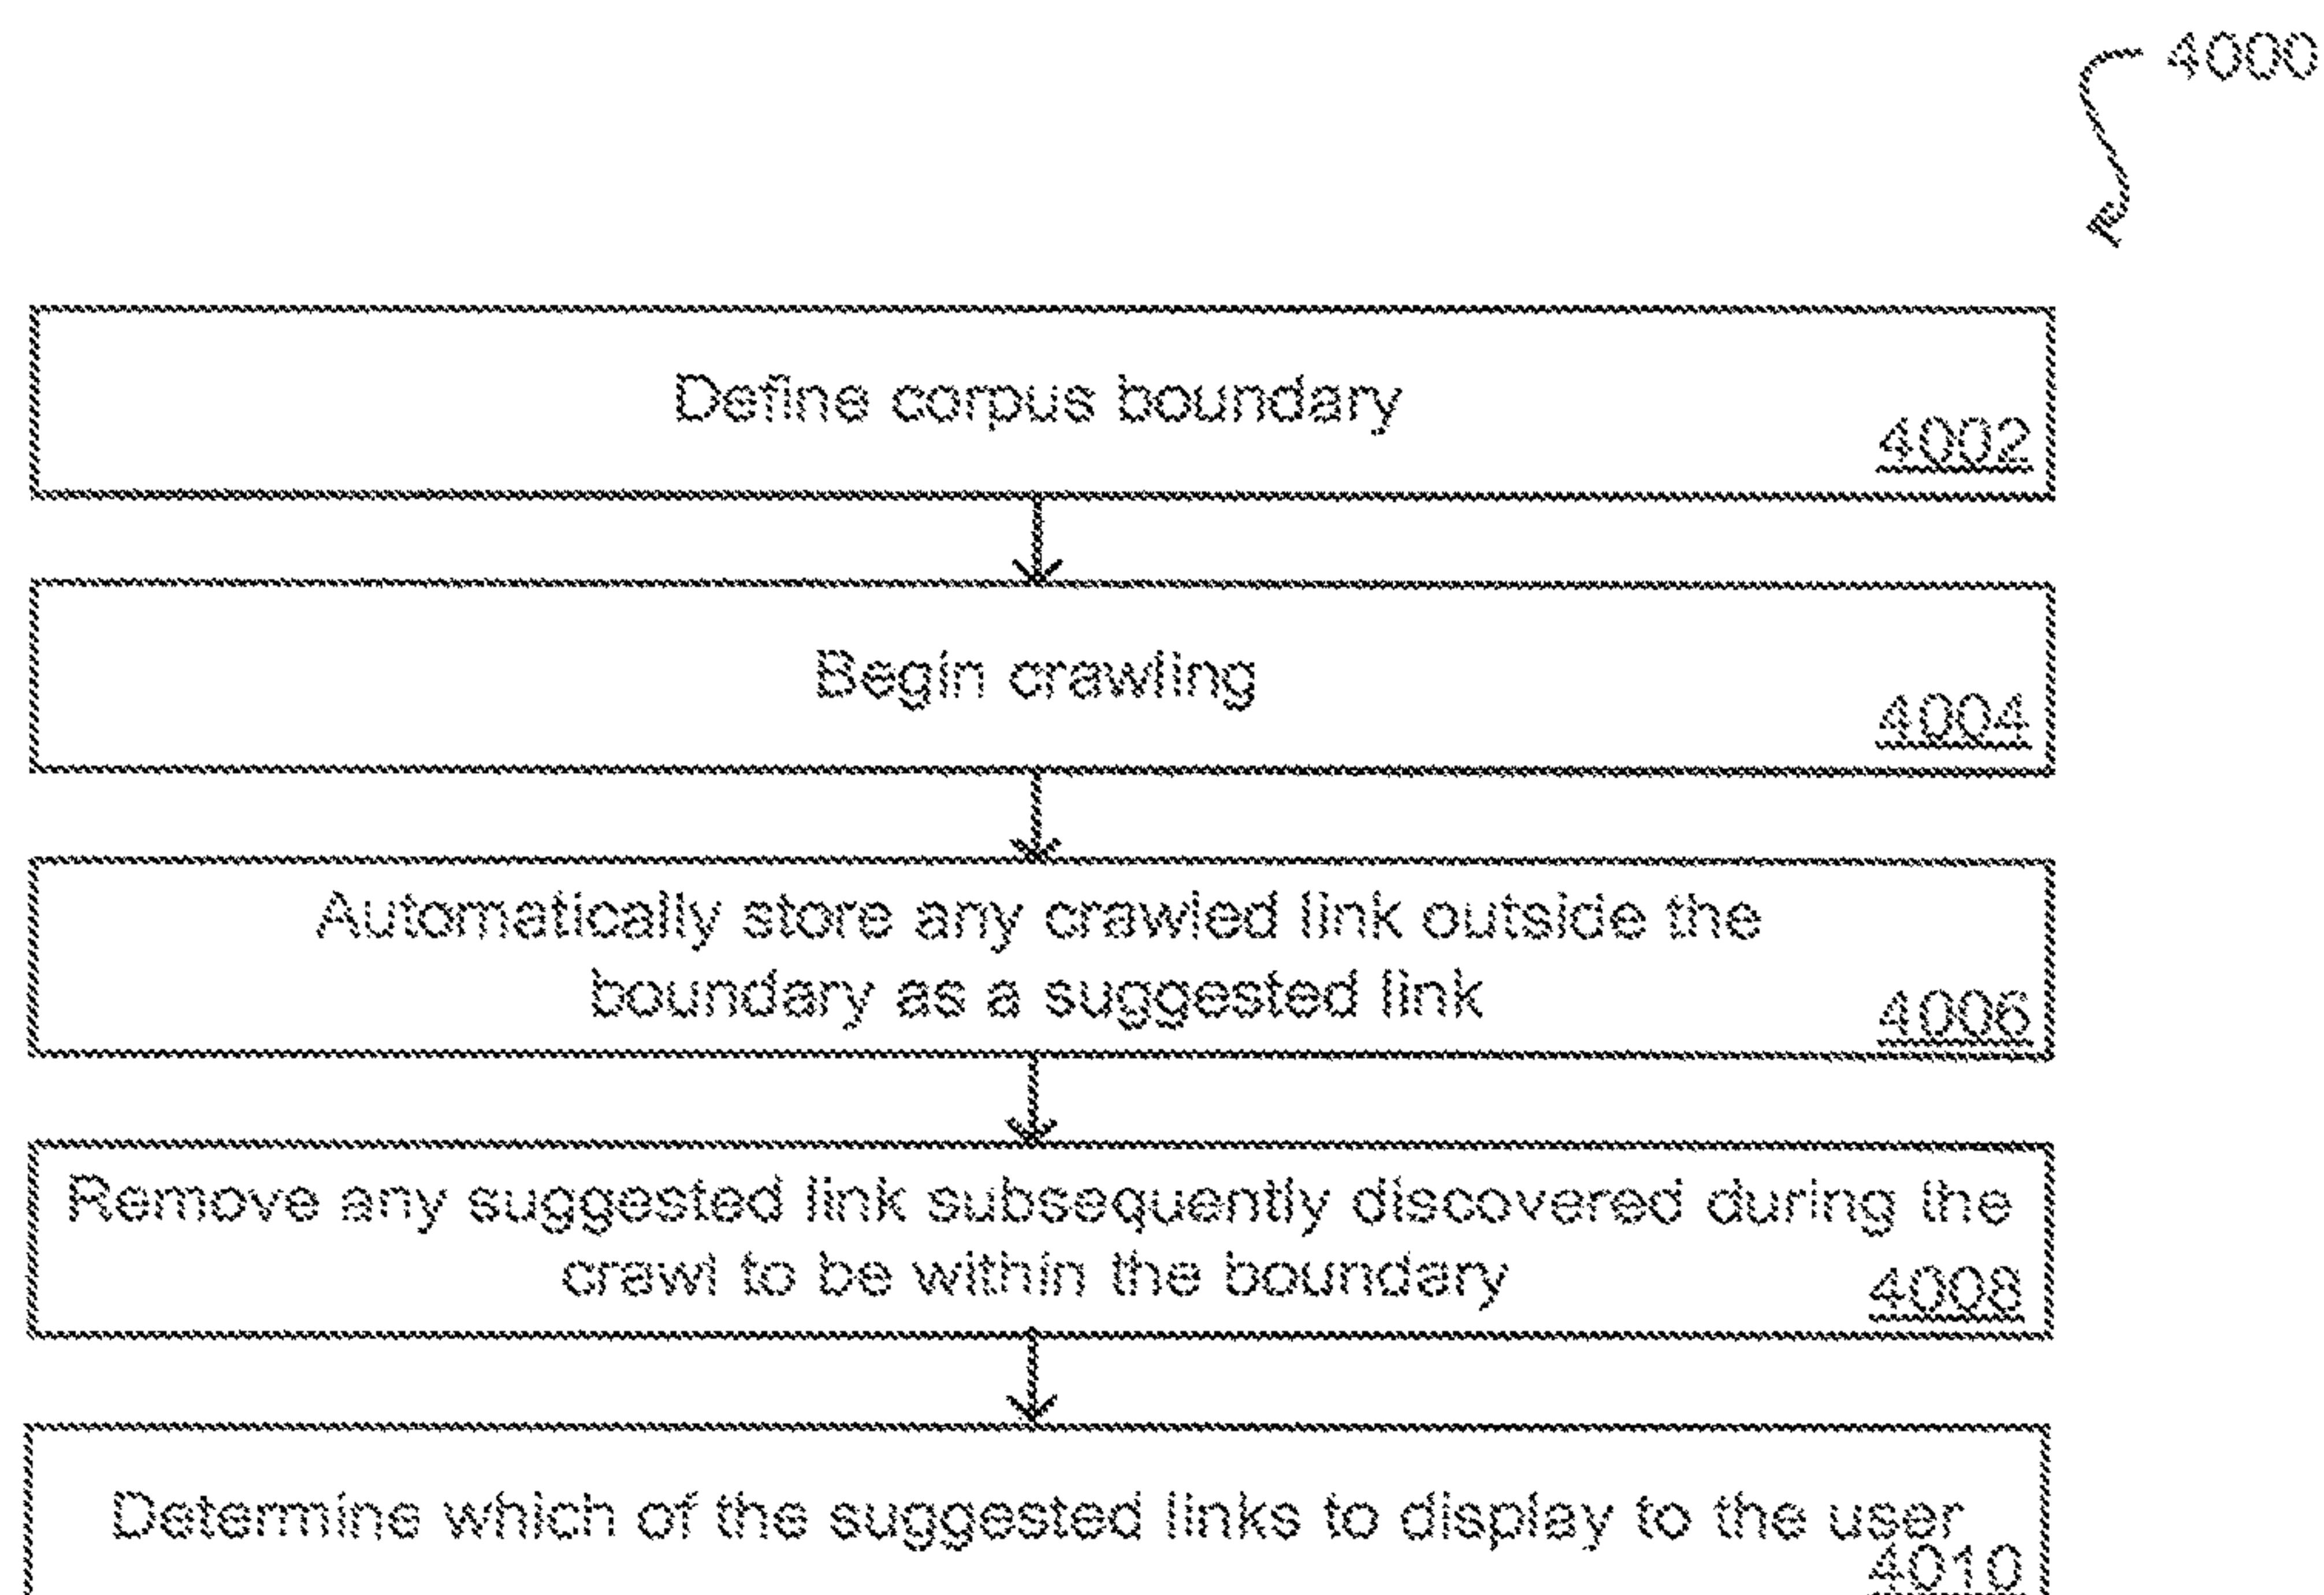 4000
Define corpus boundary
4002
Begin crawling
4004
Automatically store any crawled link outside the
boundary as a suggested link
4006
Remove any suggested link subsequently discovered during the
crawl to be within the boundary
4008
Determine which of the suggested links to display to the user
4010